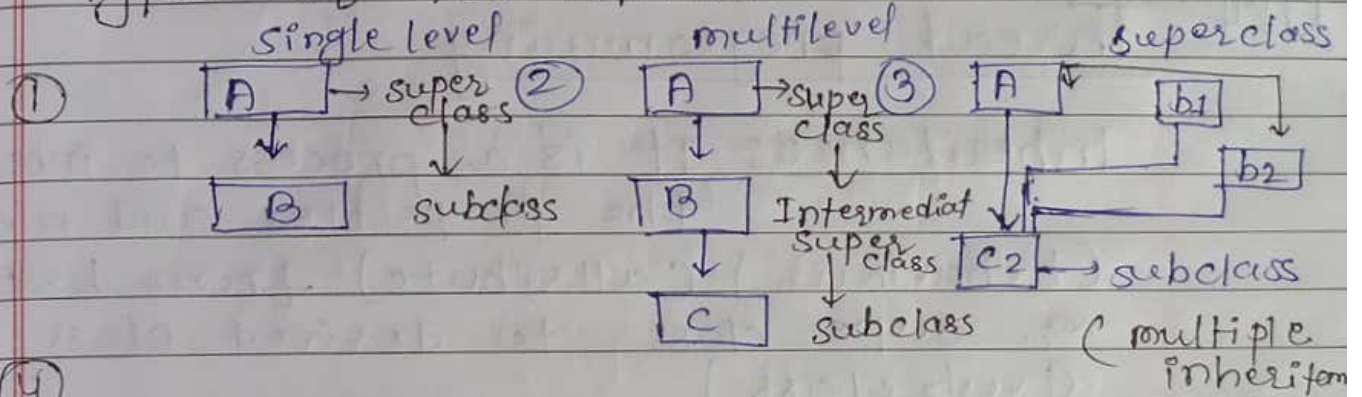 single level multilevel superclass
① A → super class ② A → super class ③ A b1
b2
B subclass B Intermediat super class C2 → subclass
C subclass ( multiple
inheritan
④